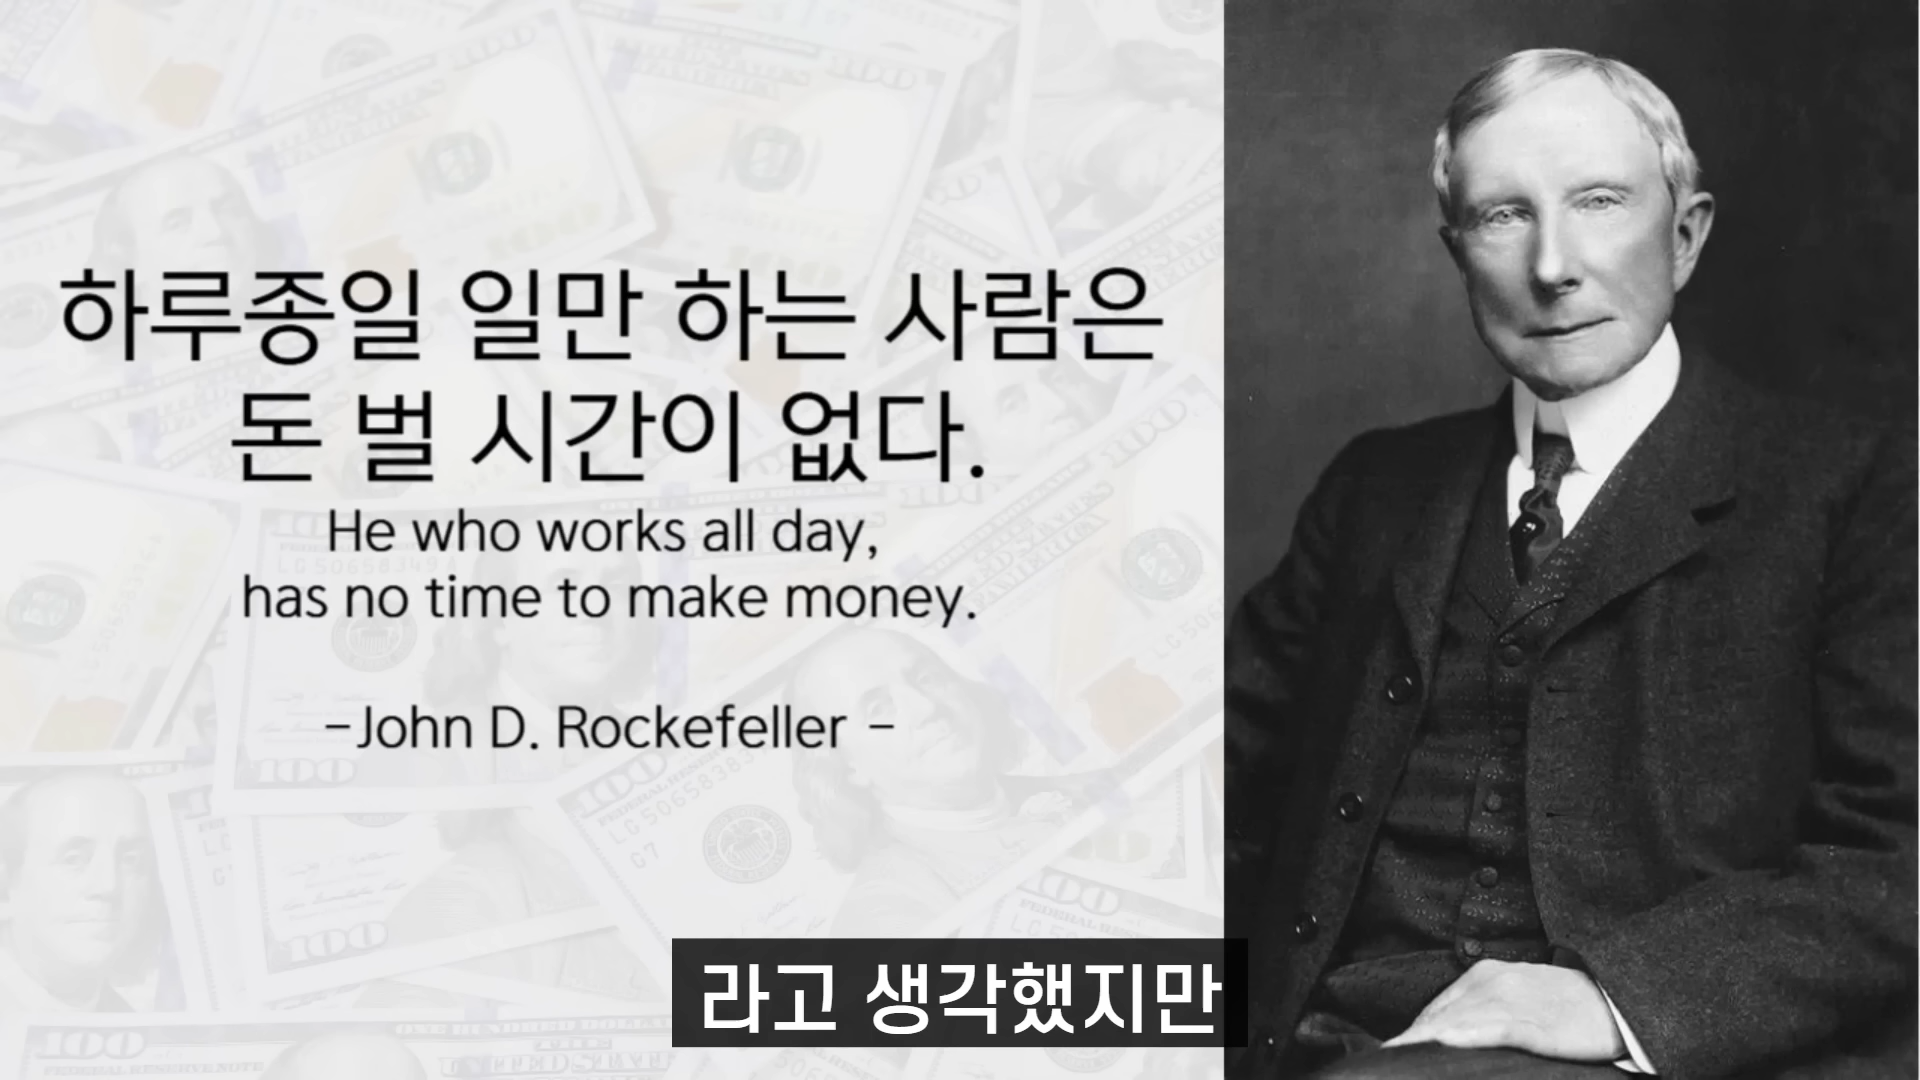 하루종일 일만 하는 사람은
돈 벌 시간이 없다.
He who works all day,
has no time to make money.
-John D. Rockefeller -
라고 생각했지만